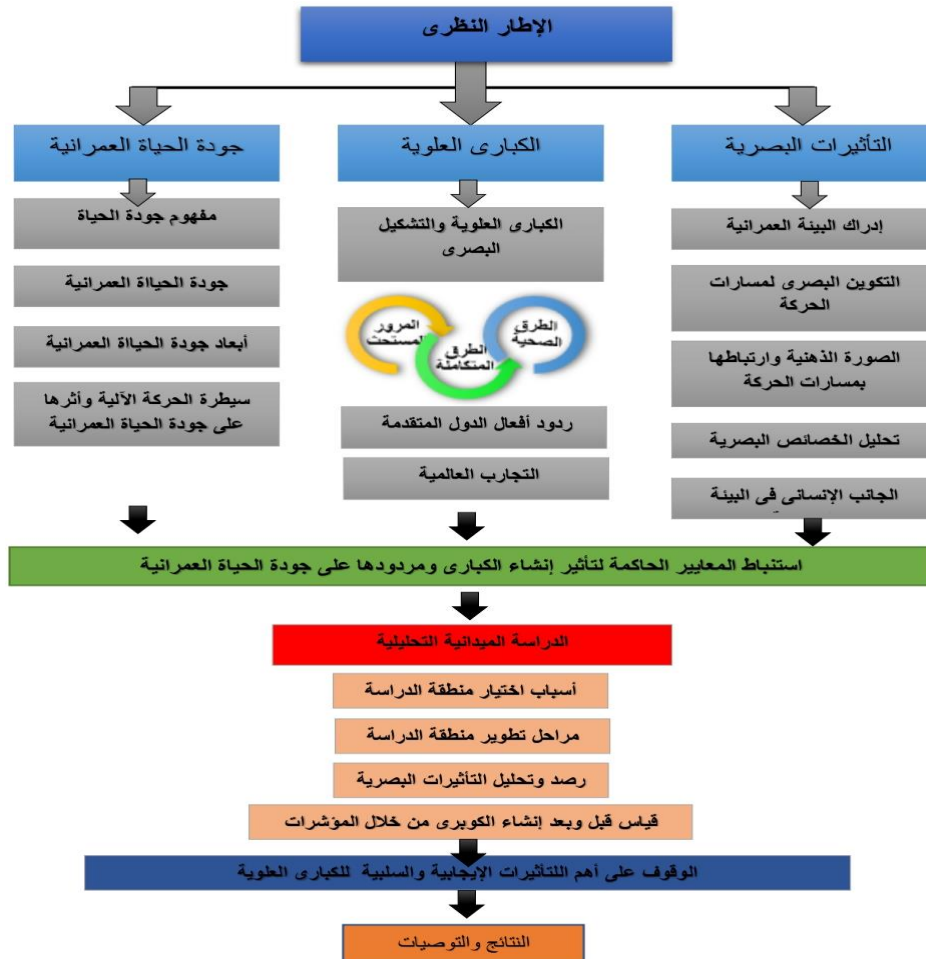 الإطار النظرى
التأثيرات البصرية
إدراك البيئة العمرانية
التكوين البصرى لمسارات
الحركة
الصورة الذهنية وارتباطها
بمسارات الحركة
تحليل الخصائص البصرية
الجانب الإنسانى فى البيئة
الكبارى العلوية
الكبارى العلوية والتشكيل
البصرى
الطرق
الصحية
الطرق
المتكاملة
المرور
المستحث
ردود أفعال الدول المتقدمة
التجارب العالمية
جودة الحياة العمرانية
مفهوم جودة الحياة
جودة الحيااة العمرانية
أبعاد جودة الحيااة العمرانية
سيطرة الحركة الآلية وأثرها
على جودة الحياة العمرانية
استنباط المعايير الحاكمة لتأثير إنشاء الكبارى ومردودها على جودة الحياة العمرانية
الدراسة الميدانية التحليلية
أسباب اختيار منطقة الدراسة
مراحل تطوير منطقة الدراسة
رصد وتحليل التأثيرات البصرية
قياس قبل وبعد إنشاء الكوبرى من خلال المؤشرات
الوقوف على أهم اللتأثيرات الإيجابية والسلبية للكبارى العلوية
النتائج والتوصيات